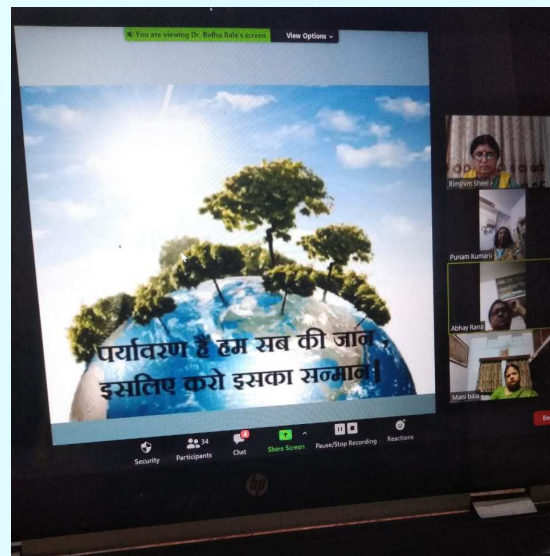 You are viewing Dr. Bidhu Bala's screen
View Options
Rimjhim Sheel
Punam Kumari
Abhay Rana
Mani bala
पर्यावरण हैं हम सब की जान ,
इसलिए करो इसका सन्मान|
Security
34
Participants
4
Chat
Share Screen
Pause/Stop Recording
Reactions
hp